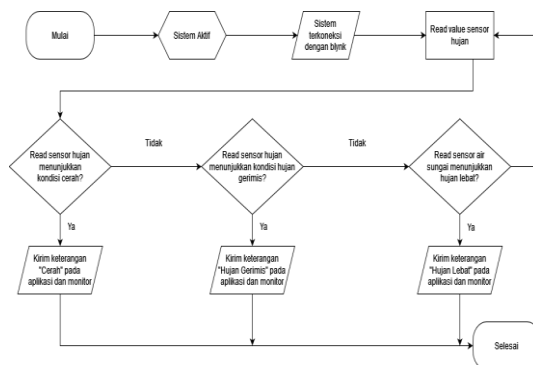 Mulai
Sistem Aktif
Sistem
terkoneksi
dengan blynk
Read value sensor
hujan
Read sensor hujan
menunjukkan
kondisi cerah?
Tidak
Read sensor hujan
menunjukkan kondisi hujan
gerimis?
Tidak
Read sensor air
sungai menunjukkan
hujan lebat?
Ya
Ya
Ya
Kirim keterangan
"Cerah" pada
aplikasi dan monitor
Kirim keterangan
"Hujan Gerimis" pada
aplikasi dan monitor
Kirim keterangan
"Hujan Lebat" pada
aplikasi dan monitor
Selesai